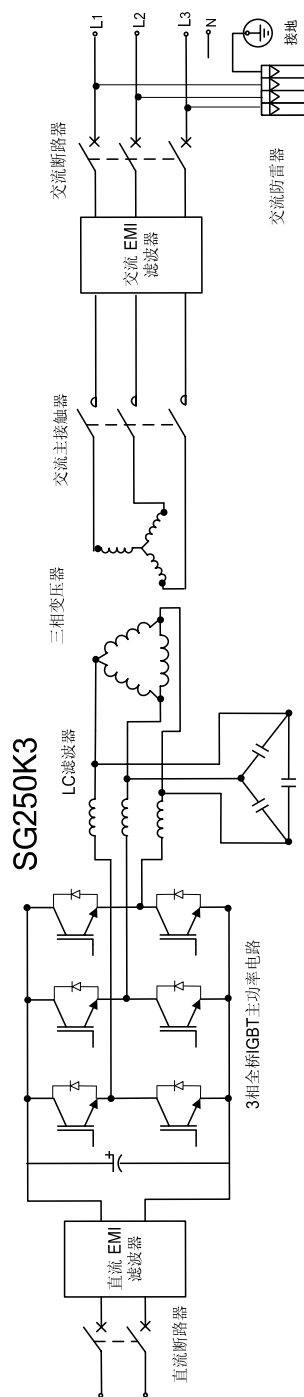 SG250K3
直流断路器
直流 EMI
滤波器
+
3相全桥IGBT主功率电路
LC滤波器
三相变压器
交流主接触器
交流 EMI
滤波器
交流断路器
L1
L2
L3
N
接地
交流防雷器